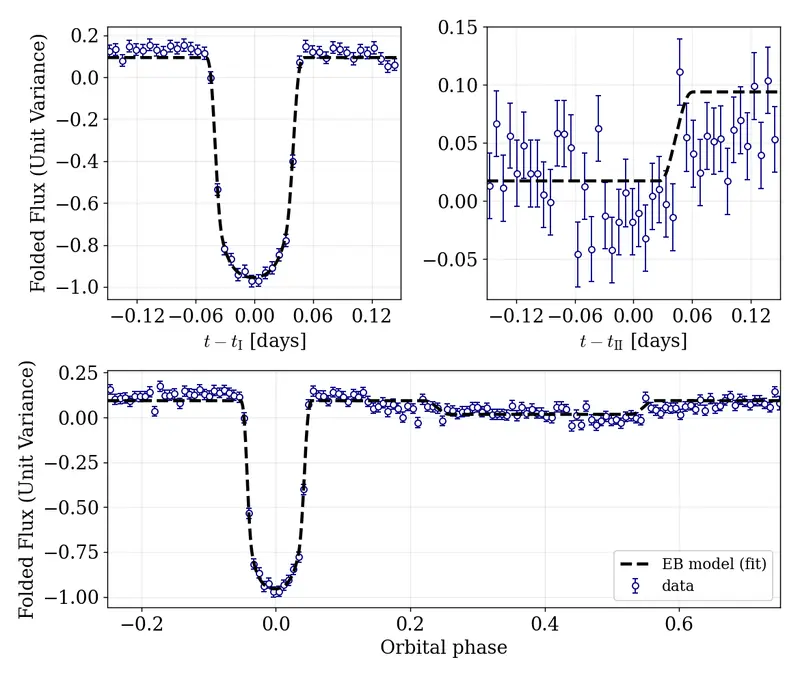 Folded Flux (Unit Variance)
0.2
0.0
−0.2
−0.4
−0.6
−0.8
−1.0
−0.12 −0.06 0.00 0.06 0.12
t − tI [days]
0.15
0.10
0.05
0.00
−0.05
−0.12 −0.06 0.00 0.06 0.12
t − tII [days]
Folded Flux (Unit Variance)
0.25
0.00
−0.25
−0.50
−0.75
−1.00
EB model (fit)
data
−0.2 0.0 0.2 0.4 0.6
Orbital phase